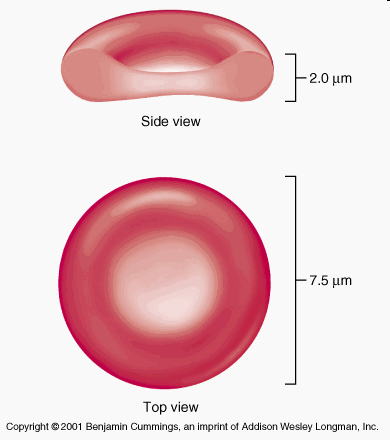 2.0 µm
Side view
7.5 µm
Top view
Copyright © 2001 Benjamin Cummings, an imprint of Addison Wesley Longman, Inc.